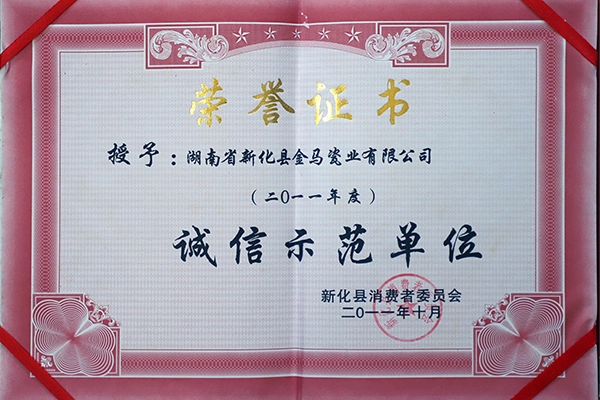 荣誉证书
授予：湖南省新化县金马瓷业有限公司
（二0一一年度）
诚信示范单位
新化县消费者委员会
二0一一年十月